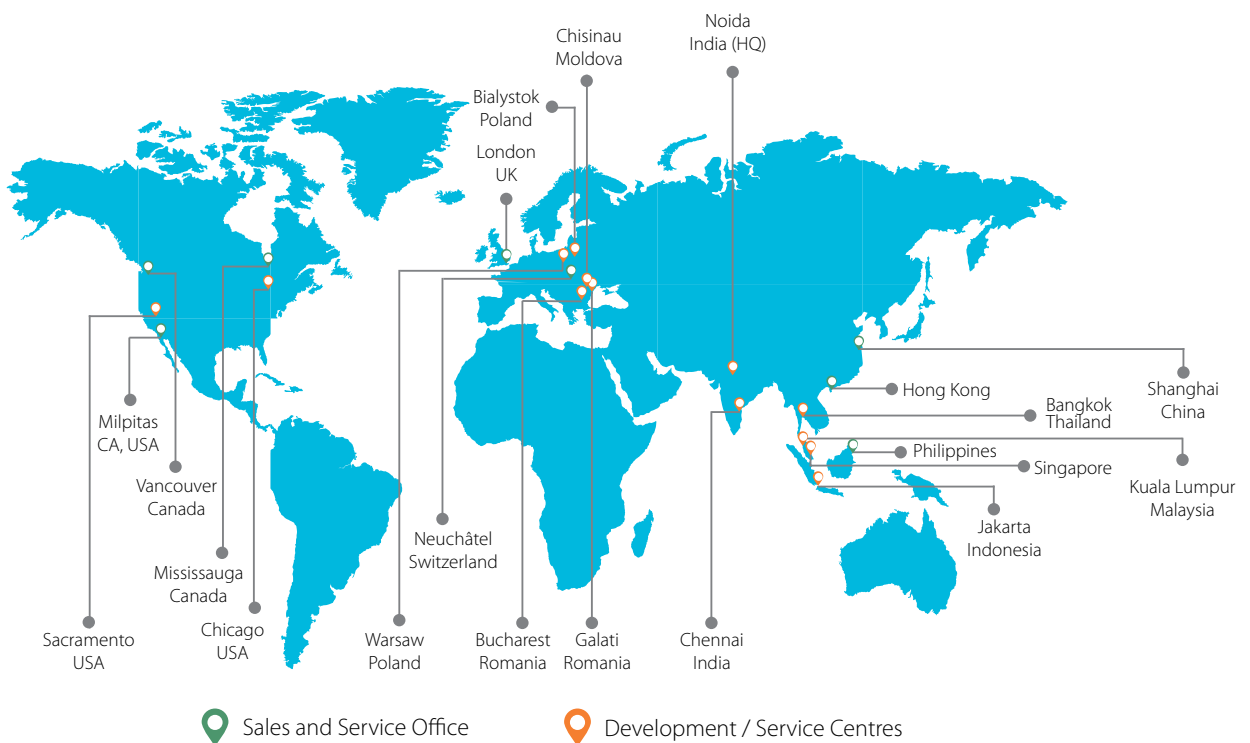 Noida
India (HQ)
Chisinau
Moldova
Bialystok
Poland
London
UK
Hong Kong
Shanghai
China
Bangkok
Thailand
Philippines
Singapore
Kuala Lumpur
Malaysia
Jakarta
Indonesia
Milpitas
CA, USA
Vancouver
Canada
Neuchâtel
Switzerland
Mississauga
Canada
Sacramento
USA
Chicago
USA
Warsaw
Poland
Bucharest
Romania
Galati
Romania
Chennai
India
Sales and Service Office
Development / Service Centres